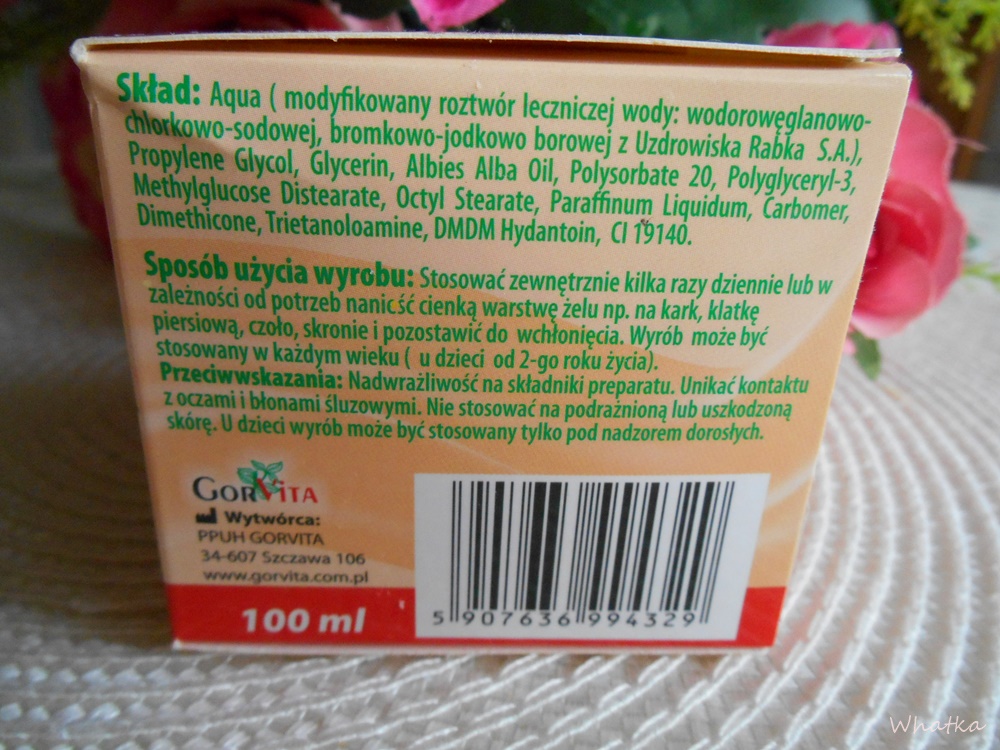 Skład: Aqua ( modyfikowany roztwór leczniczej wody: wodorowęglanowo-
chlorkowo-sodowej, bromkowo-jodkowo borowej z Uzdrowiska Rabka S.A.),
Propylene Glycol, Glycerin, Albies Alba Oil, Polysorbate 20, Polyglyceryl-3,
Methylglucose Distearate, Octyl Stearate, Paraffinum Liquidum, Carbomer,
Dimethicone, Trietanoloamine, DMDM Hydantoin, CI 19140.
Sposób użycia wyrobu: Stosować zewnętrznie kilka razy dziennie lub w
zależności od potrzeb nanieść cienką warstwę żelu np. na kark, klatkę
piersiową, czoło, skronie i pozostawić do wchłonięcia. Wyrób może być
stosowany w każdym wieku ( u dzieci od 2-go roku życia).
Przeciwwskazania: Nadwrażliwość na składniki preparatu. Unikać kontaktu
z oczami i błonami śluzowymi. Nie stosować na podrażnioną lub uszkodzoną
skórę. U dzieci wyrób może być stosowany tylko pod nadzorem dorosłych.
GORVITA
Wytwórca:
PPUH GORVITA
34-607 Szczawa 106
www.gorvita.com.pl
100 ml
5 907636 994329
Whatka